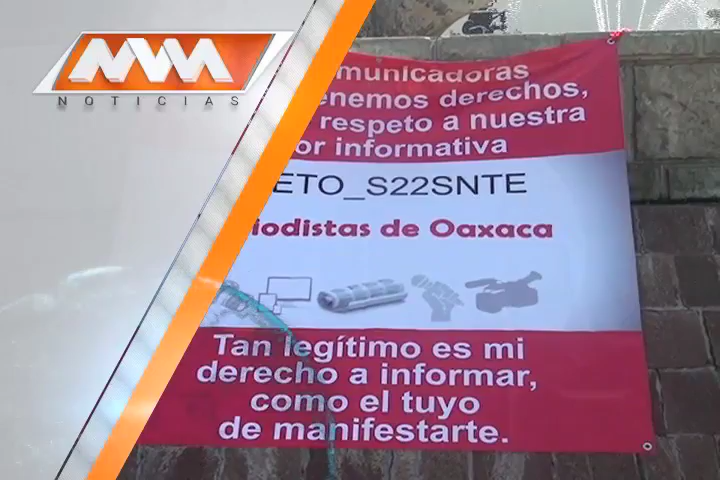 MVM
NOTICIAS
municadoras
enemos derechos,
respeto a nuestra
or informativa
ETO_S22SNTE
iodistas de Oaxaca
Tan legítimo es mi
derecho a informar,
como el tuyo
de manifestarte.